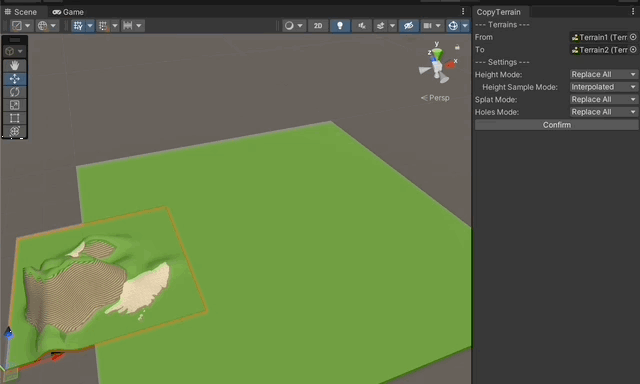 Scene
Game
2D
y
z
x
Persp
CopyTerrain
--- Terrains ---
From Terrain1 (Terr
To Terrain2 (Terr
--- Settings ---
Height Mode: Replace All
Height Sample Mode: Interpolated
Splat Mode: Replace All
Holes Mode: Replace All
Confirm